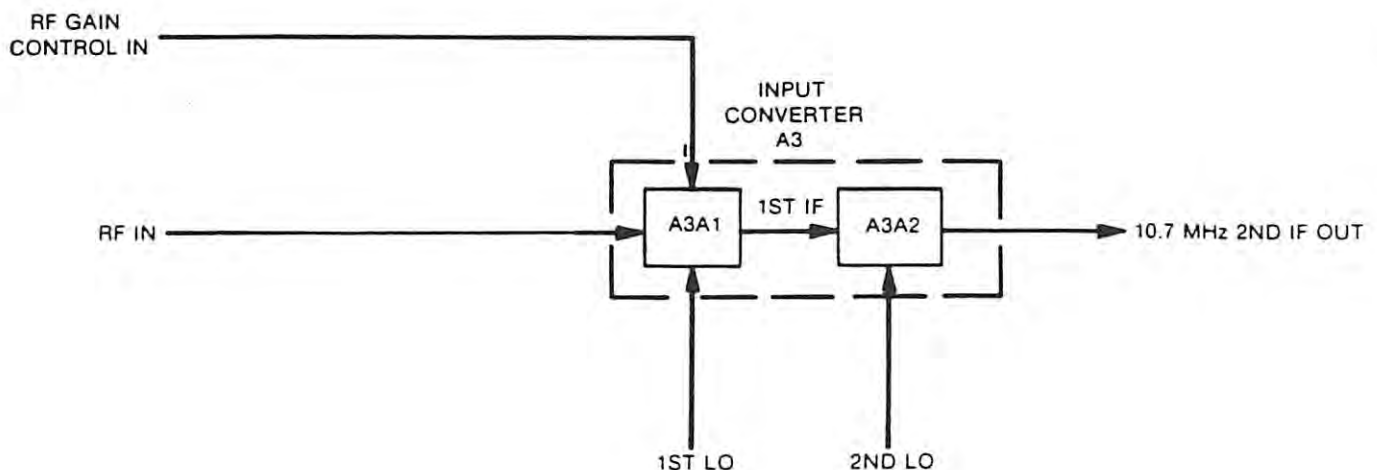 RF GAIN
CONTROL IN
INPUT
CONVERTER
A3
RF IN
A3A1
1ST IF
A3A2
10.7 MHz 2ND IF OUT
1ST LO
2ND LO